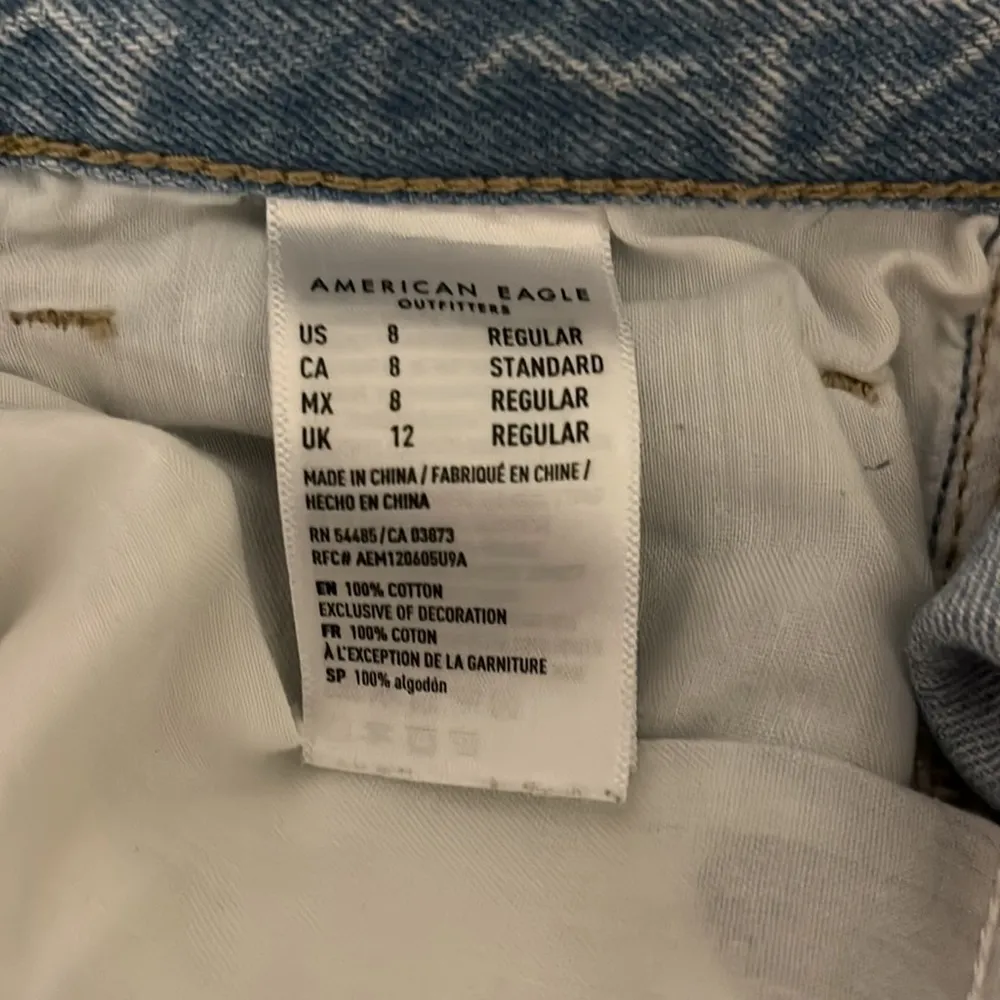 AMERICAN EAGLE
OUTFITTERS
US 8 REGULAR
CA 8 STANDARD
MX 8 REGULAR
UK 12 REGULAR
MADE IN CHINA / FABRIQUÉ EN CHINE /
HECHO EN CHINA
RN 54485/CA 03073
RFC# AEM120605U9A
EN 100% COTTON
EXCLUSIVE OF DECORATION
FR 100% COTON
À L'EXCEPTION DE LA GARNITURE
SP 100% algodón